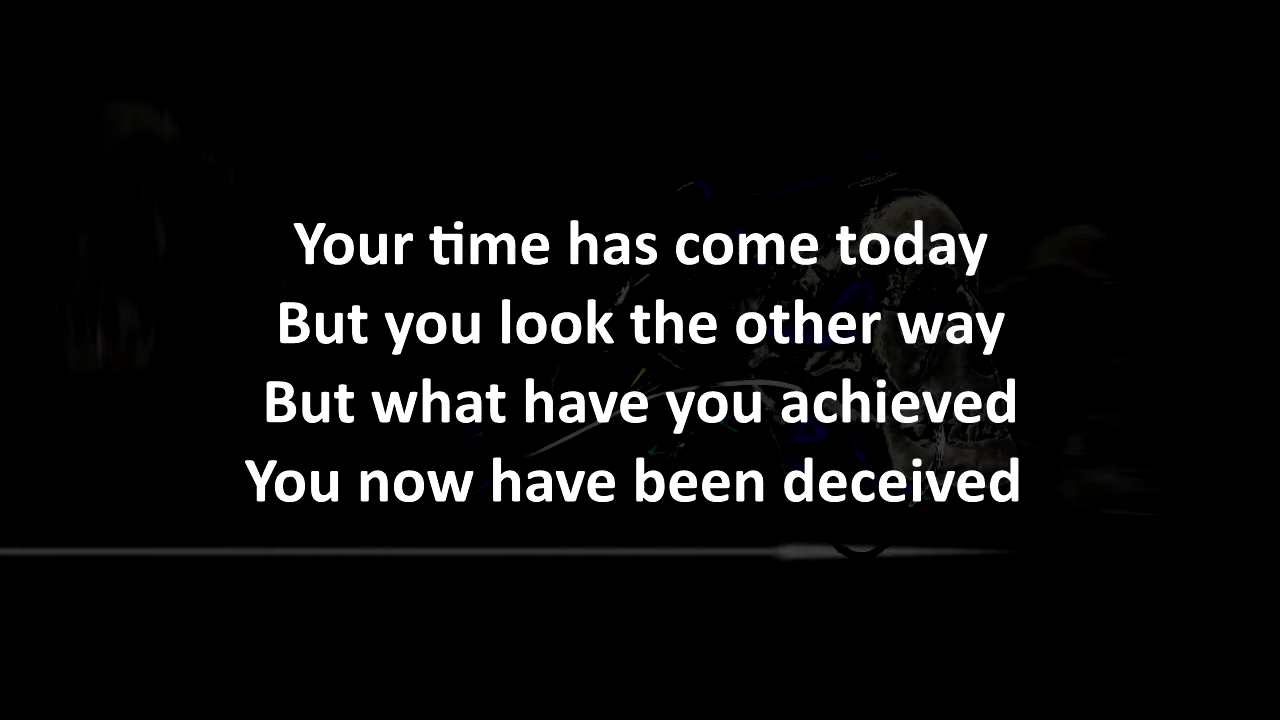 Your time has come today
But you look the other way
But what have you achieved
You now have been deceived